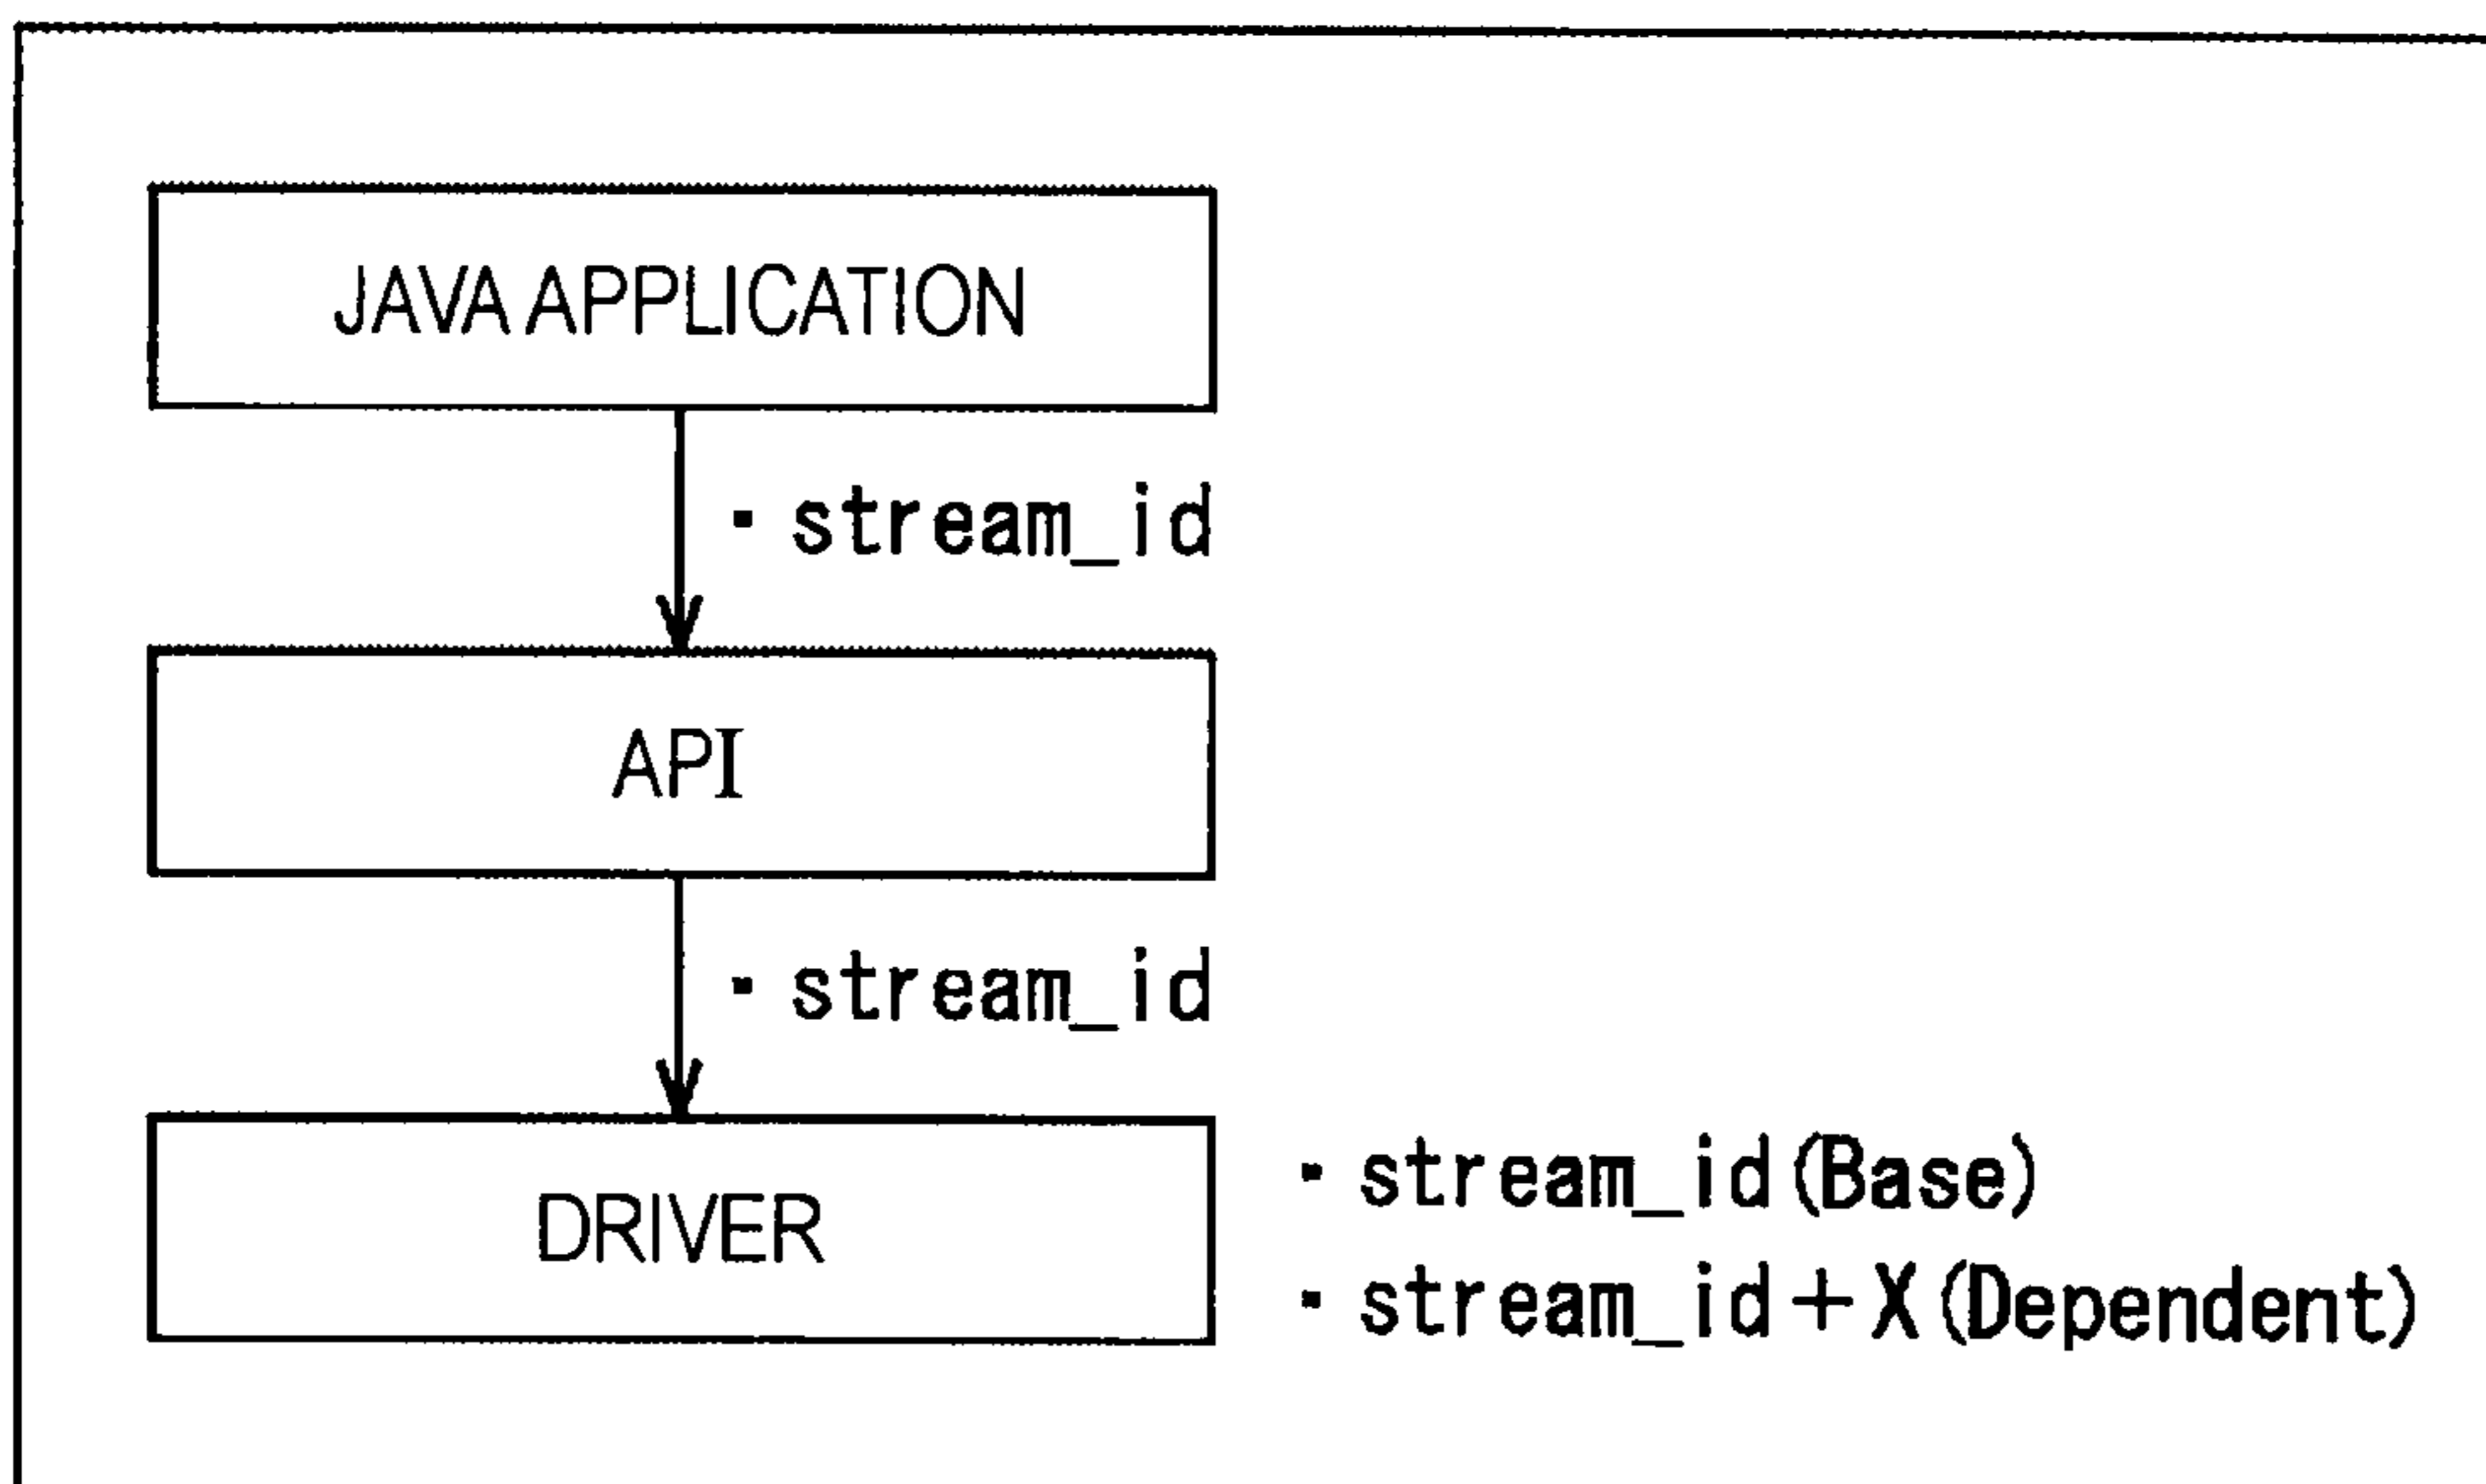 JAVA APPLICATION
▪ stream_id
API
▪ stream_id
DRIVER
▪ stream_id(Base)
▪ stream_id+X(Dependent)